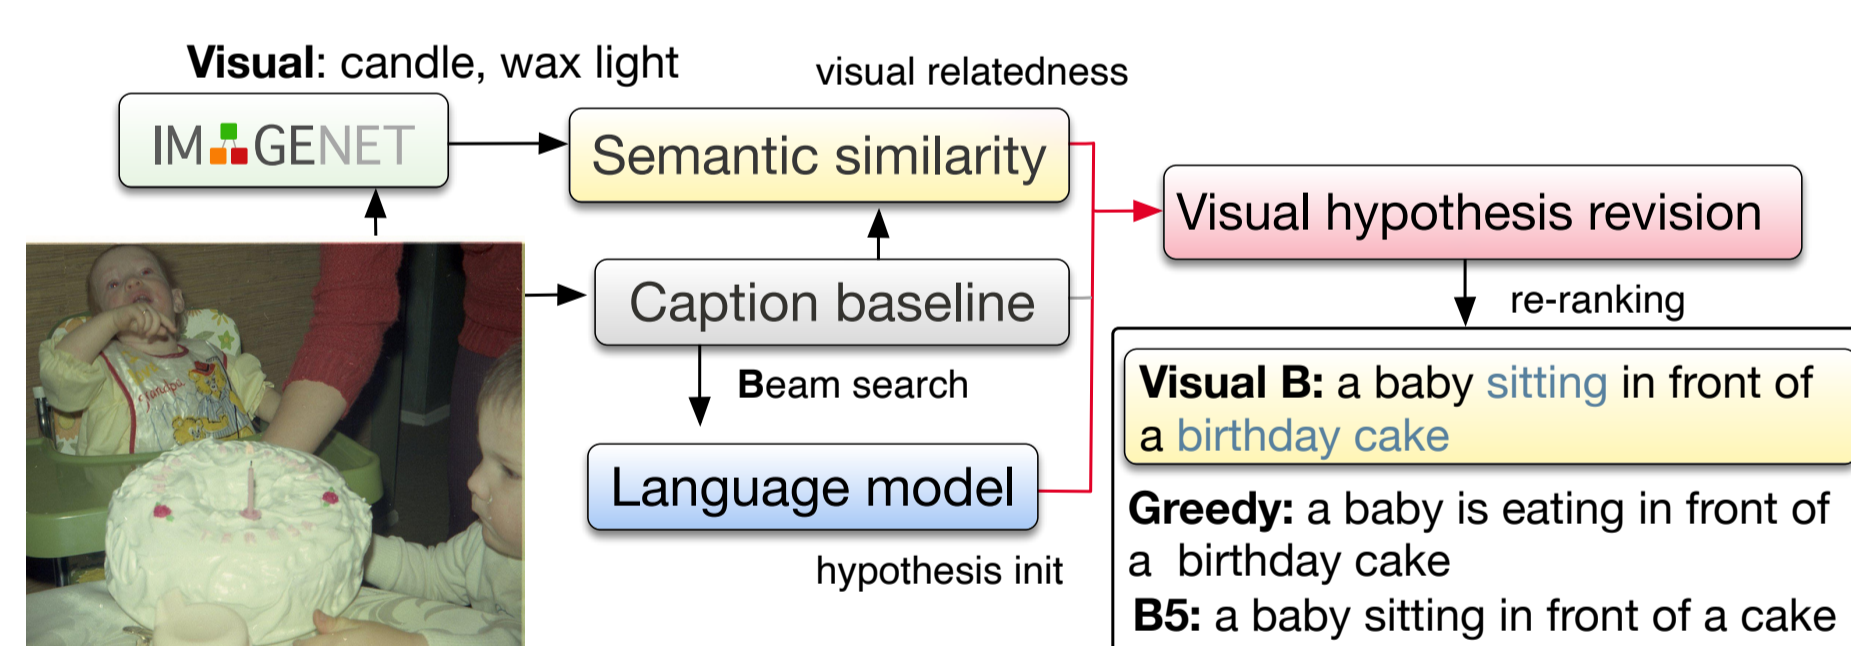 Visual: candle, wax light
visual relatedness
IMAGENET
Semantic similarity
Visual hypothesis revision
Caption baseline
re-ranking
Beam search
Visual B: a baby sitting in front of
a birthday cake
Language model
Greedy: a baby is eating in front of
a birthday cake
hypothesis init
B5: a baby sitting in front of a cake
Grandpa